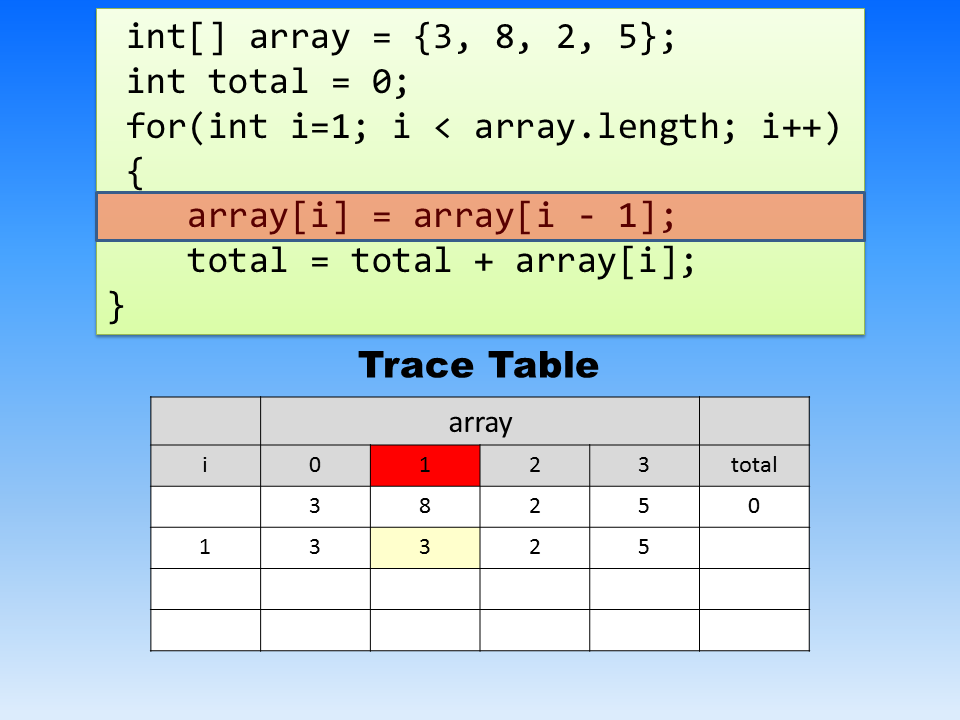 int[] array = {3, 8, 2, 5};
int total = 0;
for(int i=1; i < array.length; i++)
{
array[i] = array[i - 1];
total = total + array[i];
}
Trace Table
array
i 0 1 2 3 total
3 8 2 5 0
1 3 3 2 5